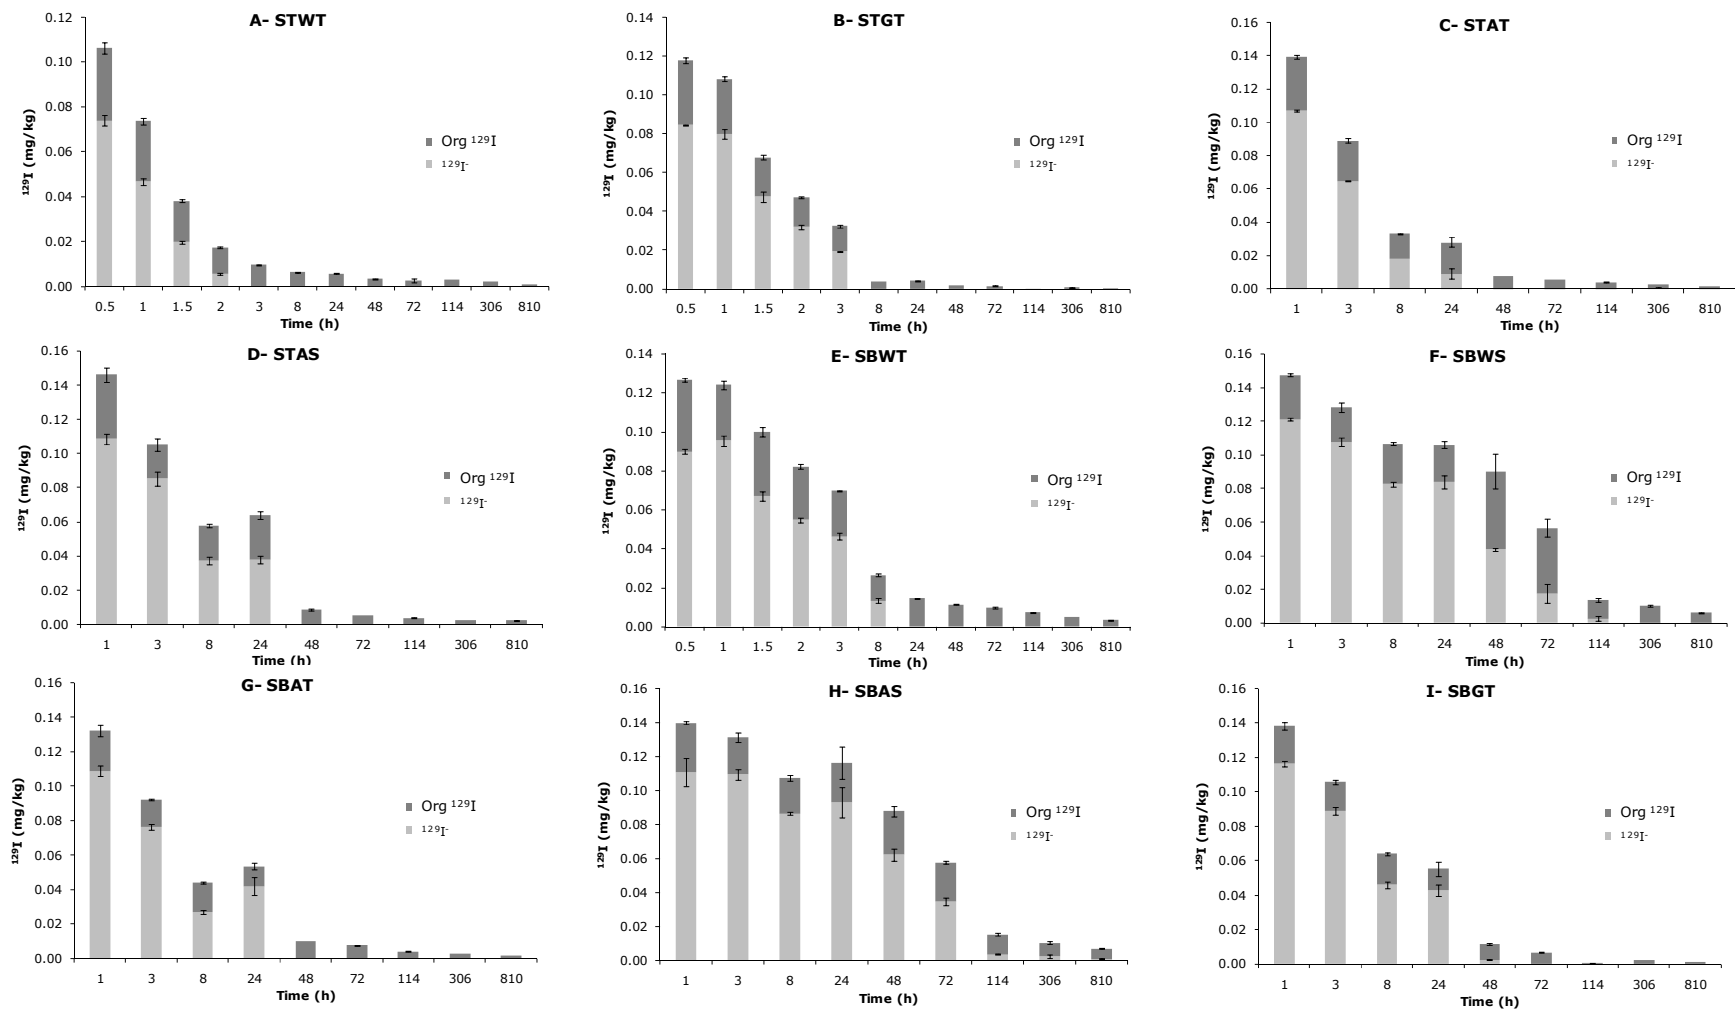 A- STWT
0.12
0.10
0.08
0.06
0.04
0.02
0.00
¹²⁹I (mg/kg)
Org ¹²⁹I
¹²⁹I⁻
0.5 1 1.5 2 3 8 24 48 72 114 306 810
Time (h)
B- STGT
0.14
0.12
0.10
0.08
0.06
0.04
0.02
0.00
¹²⁹I (mg/kg)
Org ¹²⁹I
¹²⁹I⁻
0.5 1 1.5 2 3 8 24 48 72 114 306 810
Time (h)
C- STAT
0.16
0.14
0.12
0.10
0.08
0.06
0.04
0.02
0.00
¹²⁹I (mg/kg)
Org ¹²⁹I
¹²⁹I⁻
1 3 8 24 48 72 114 306 810
Time (h)
D- STAS
0.16
0.14
0.12
0.10
0.08
0.06
0.04
0.02
0.00
¹²⁹I (mg/kg)
Org ¹²⁹I
¹²⁹I⁻
1 3 8 24 48 72 114 306 810
Time (h)
E- SBWT
0.14
0.12
0.10
0.08
0.06
0.04
0.02
0.00
¹²⁹I (mg/kg)
Org ¹²⁹I
¹²⁹I⁻
0.5 1 1.5 2 3 8 24 48 72 114 306 810
Time (h)
F- SBWS
0.16
0.14
0.12
0.10
0.08
0.06
0.04
0.02
0.00
¹²⁹I (mg/kg)
Org ¹²⁹I
¹²⁹I⁻
1 3 8 24 48 72 114 306 810
Time (h)
G- SBAT
0.16
0.14
0.12
0.10
0.08
0.06
0.04
0.02
0.00
¹²⁹I (mg/kg)
Org ¹²⁹I
¹²⁹I⁻
1 3 8 24 48 72 114 306 810
Time (h)
H- SBAS
0.16
0.14
0.12
0.10
0.08
0.06
0.04
0.02
0.00
¹²⁹I (mg/kg)
Org ¹²⁹I
¹²⁹I⁻
1 3 8 24 48 72 114 306 810
Time (h)
I- SBGT
0.16
0.14
0.12
0.10
0.08
0.06
0.04
0.02
0.00
¹²⁹I (mg/kg)
Org ¹²⁹I
¹²⁹I⁻
1 3 8 24 48 72 114 306 810
Time (h)